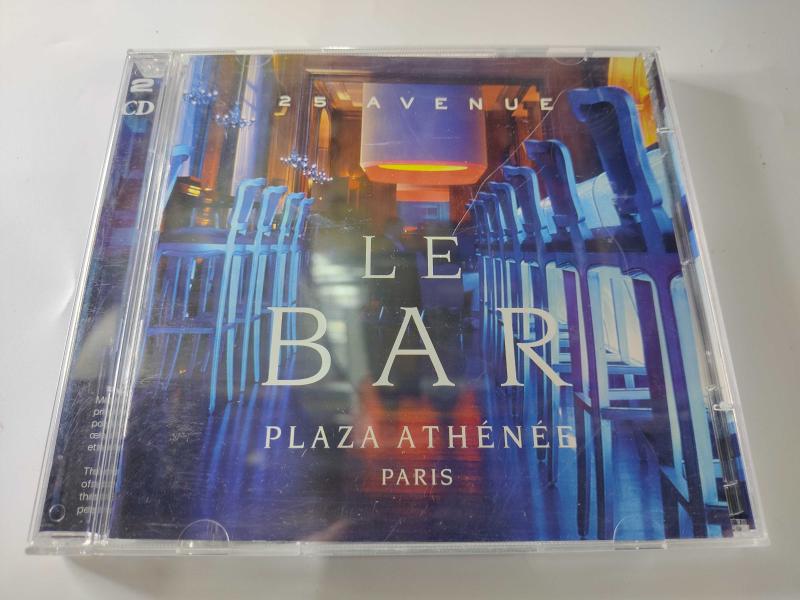 2
CD
25 AVENUE
LE
BAR
PLAZA ATHÉNÉE
PARIS